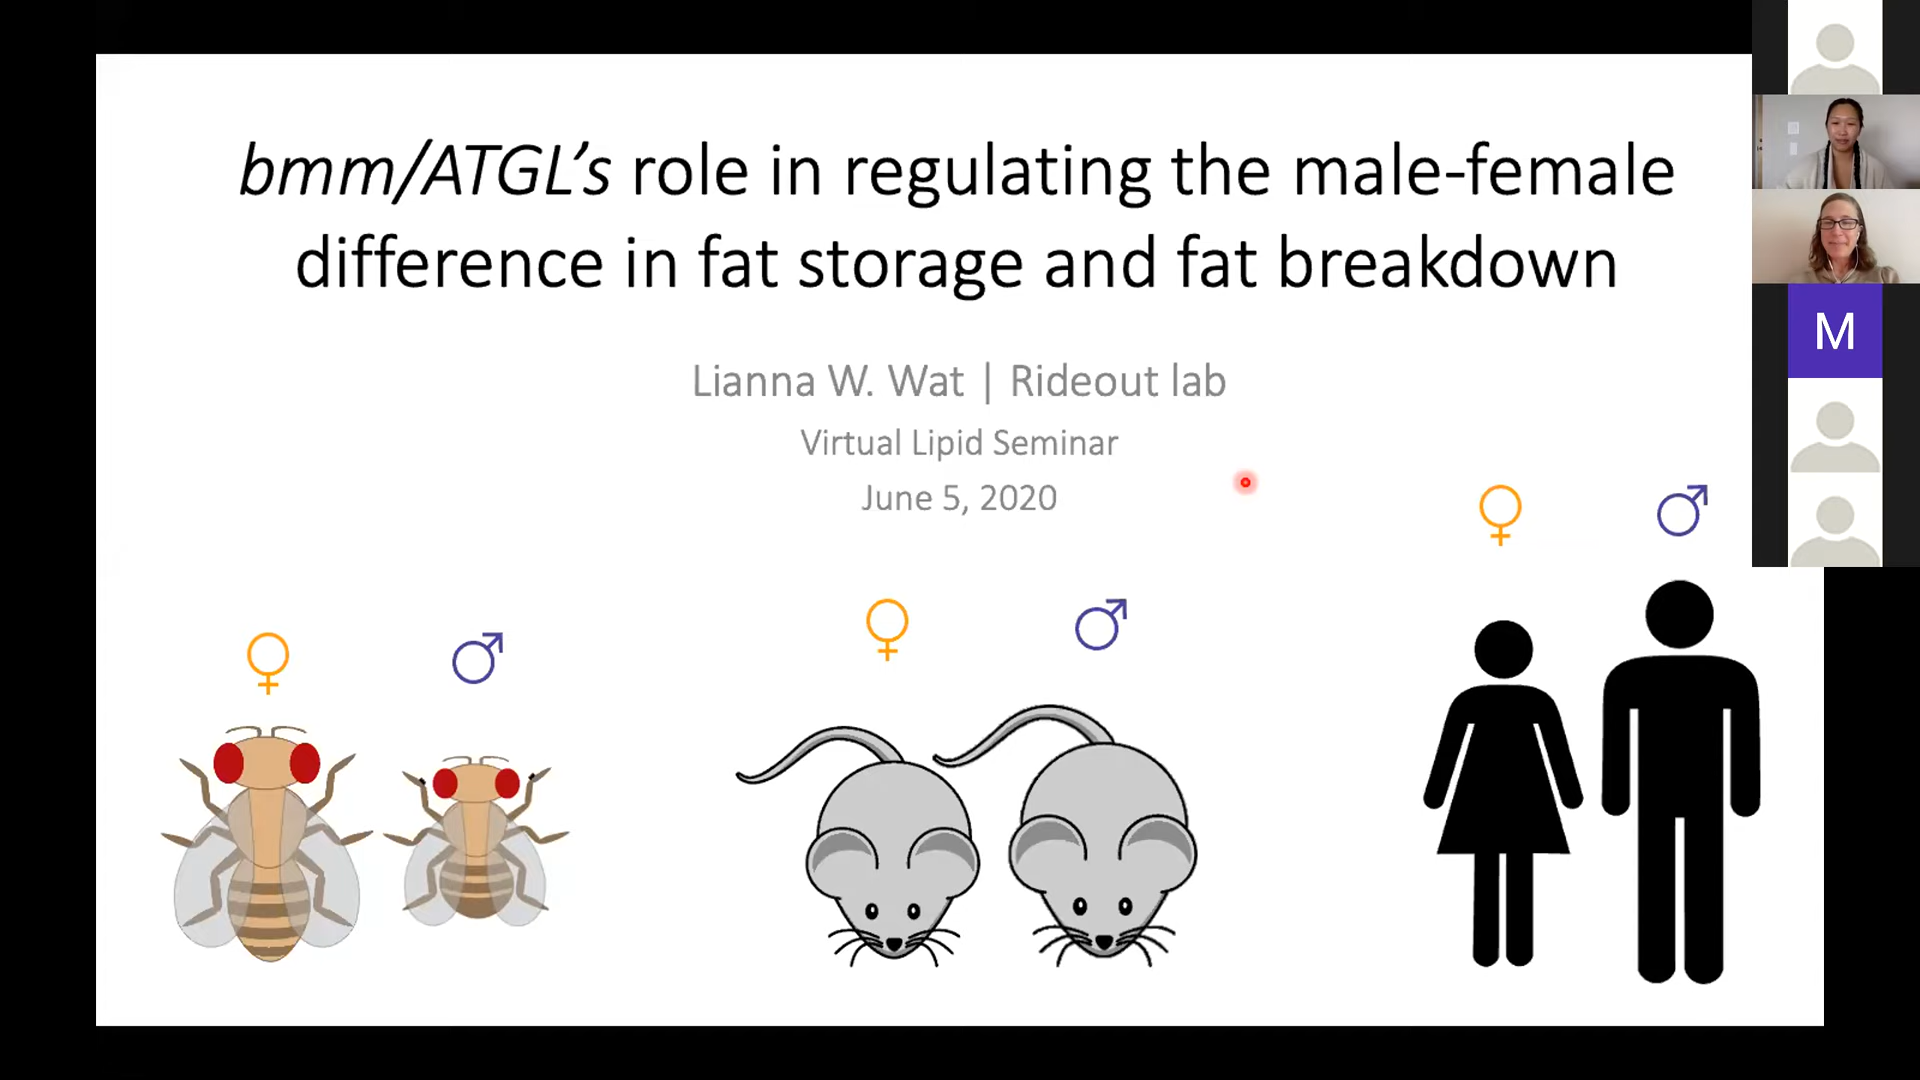 bmm/ATGL’s role in regulating the male-female
difference in fat storage and fat breakdown
Lianna W. Wat | Rideout lab
Virtual Lipid Seminar
June 5, 2020
M